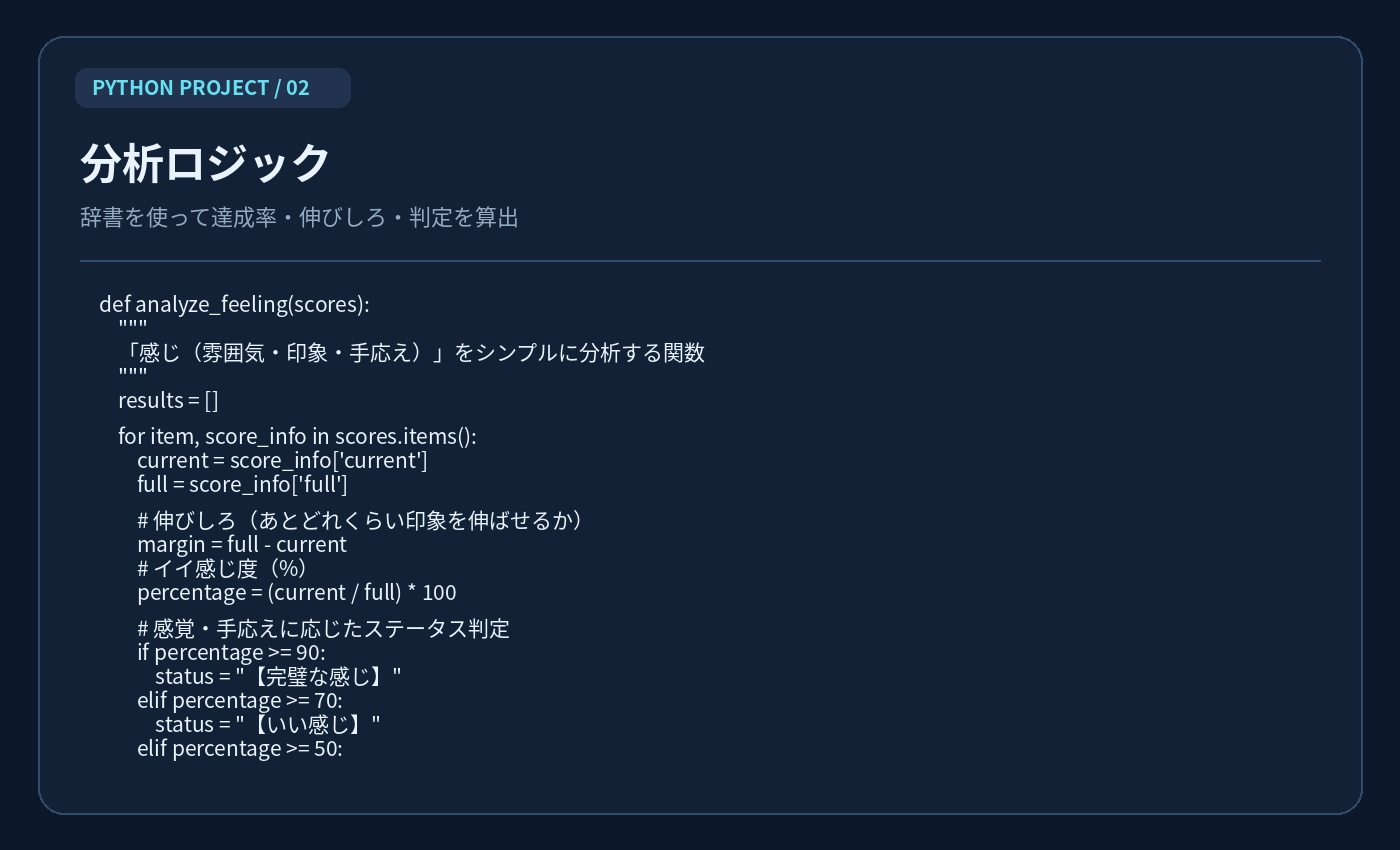 PYTHON PROJECT / 02
分析ロジック
辞書を使って達成率・伸びしろ・判定を算出
def analyze_feeling(scores):
    """
    「感じ（雰囲気・印象・手応え）」をシンプルに分析する関数
    """
    results = []
    for item, score_info in scores.items():
        current = score_info['current']
        full = score_info['full']
        # 伸びしろ（あとどれくらい印象を伸ばせるか）
        margin = full - current
        # イイ感じ度（%）
        percentage = (current / full) * 100
        # 感覚・手応えに応じたステータス判定
        if percentage >= 90:
            status = "【完璧な感じ】"
        elif percentage >= 70:
            status = "【いい感じ】"
        elif percentage >= 50: